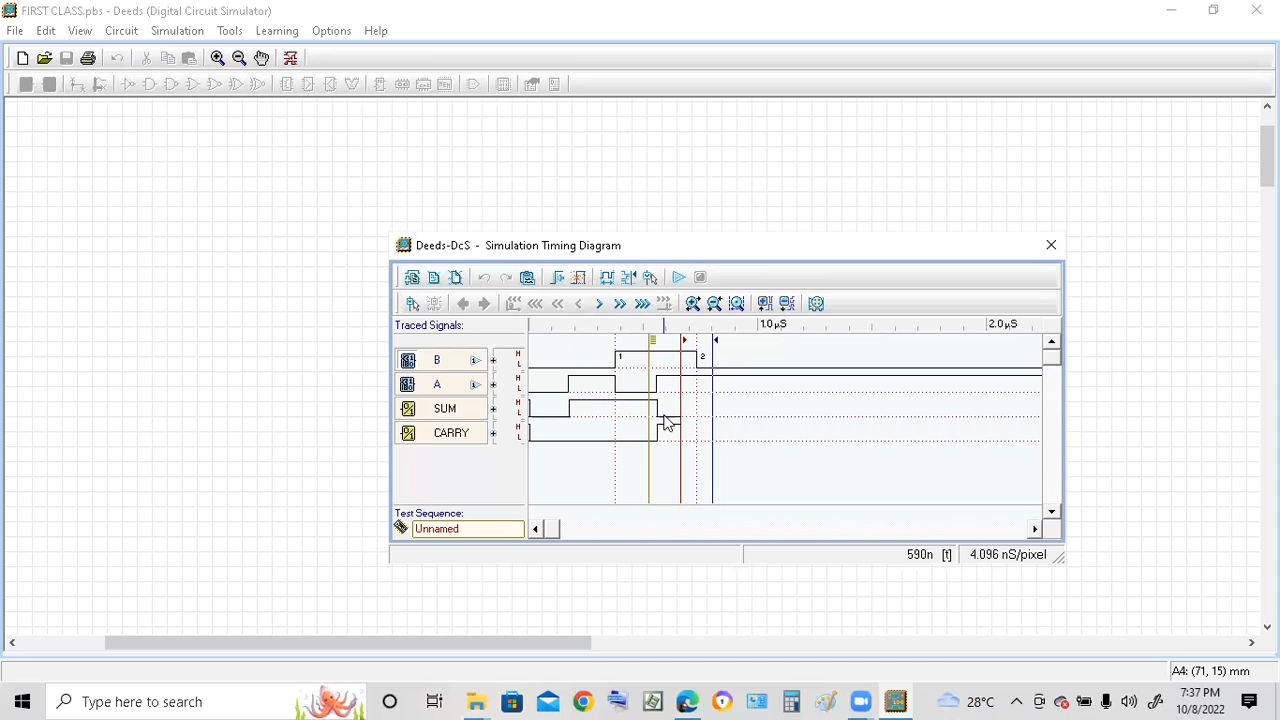 FIRST CLASS.pbs - Deeds (Digital Circuit Simulator)
File Edit View Circuit Simulation Tools Learning Options Help
Deeds-DcS - Simulation Timing Diagram
Traced Signals:
1.0µS
2.0µS
B
H
L
1
2
A
H
L
SUM
H
L
CARRY
H
L
Test Sequence:
Unnamed
590n [t] 4.096 nS/pixel
A4: (71, 15) mm
Type here to search
28°C
7:37 PM
10/8/2022